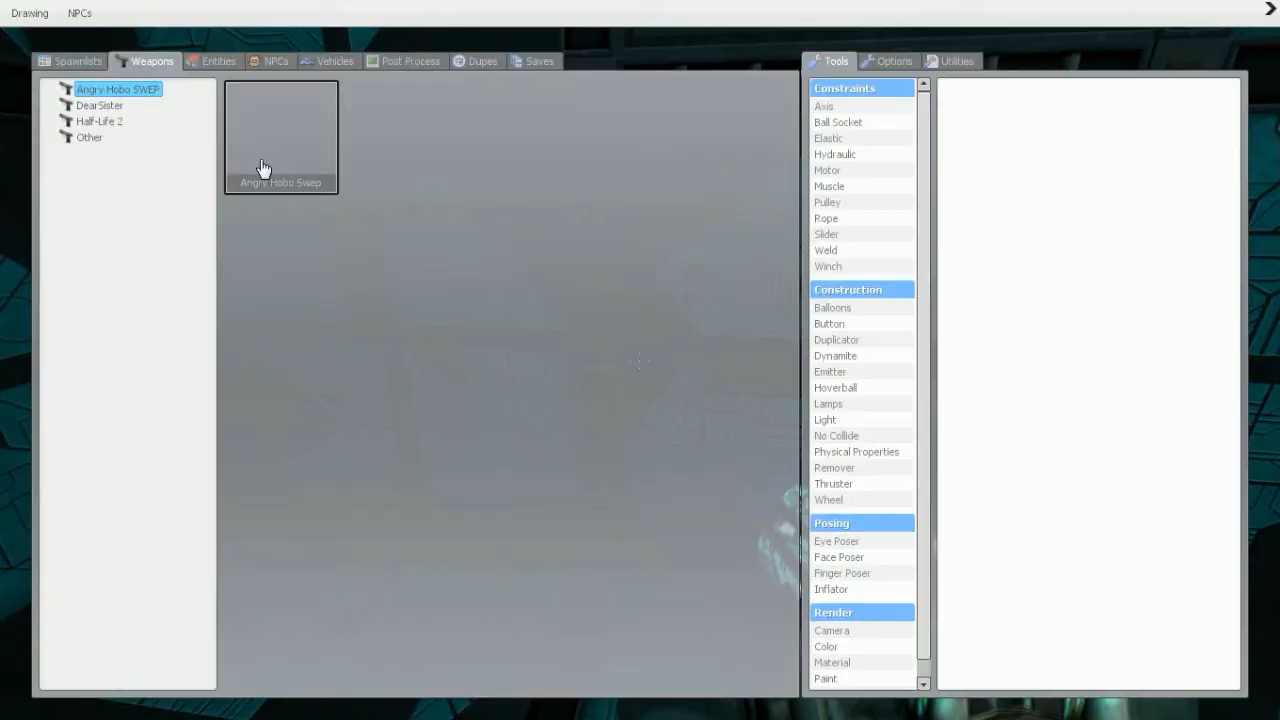 Drawing NPCs
Spawnlists Weapons Entities NPCs Vehicles Post Process Dupes Saves
Angry Hobo SWEP
DearSister
Half-Life 2
Other
Angry Hobo Swep
Tools Options Utilities
Constraints
Axis
Ball Socket
Elastic
Hydraulic
Motor
Muscle
Pulley
Rope
Slider
Weld
Winch
Construction
Balloons
Button
Duplicator
Dynamite
Emitter
Hoverball
Lamps
Light
No Collide
Physical Properties
Remover
Thruster
Wheel
Posing
Eye Poser
Face Poser
Finger Poser
Inflator
Render
Camera
Color
Material
Paint